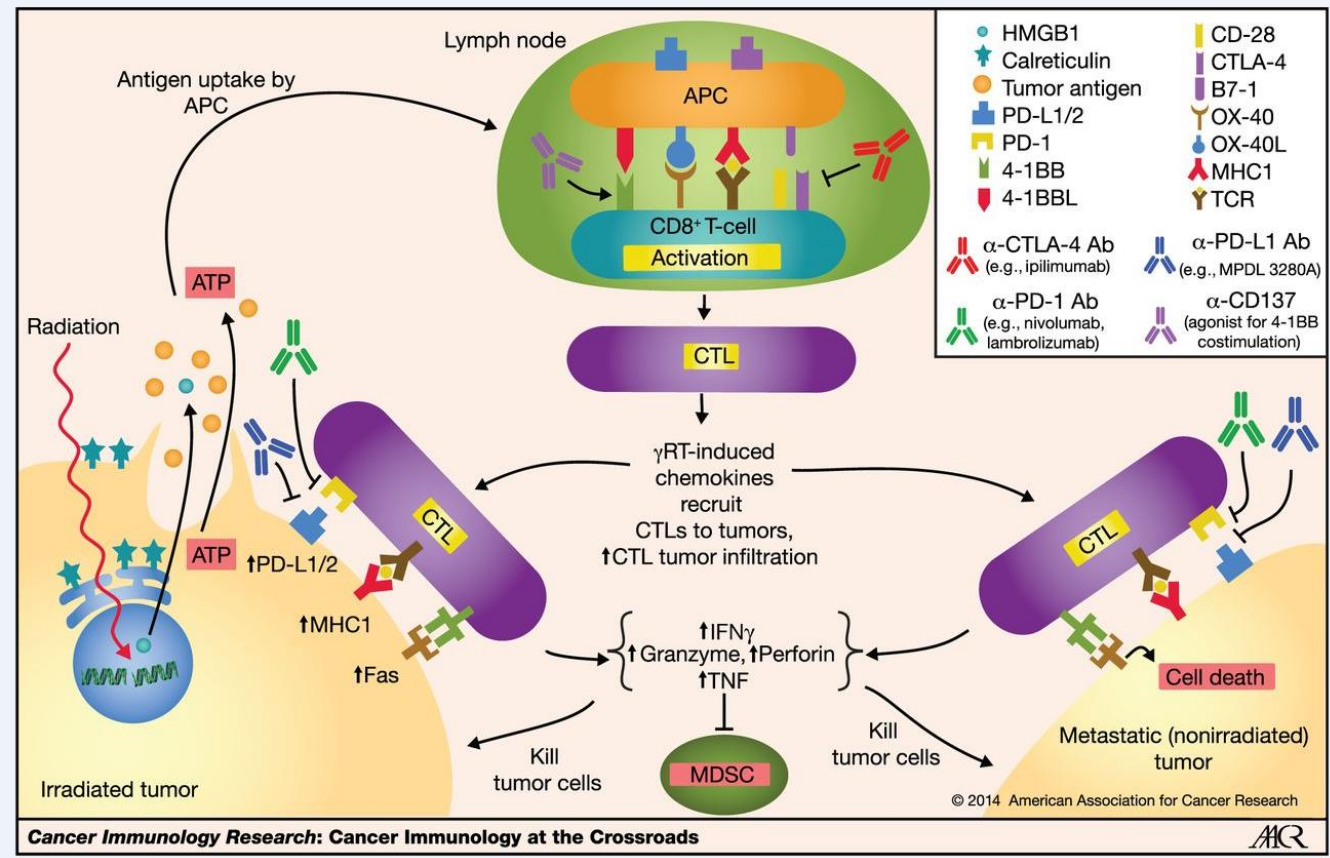 Lymph node
Antigen uptake by
APC
APC
CD8+ T-cell
Activation
HMGB1
Calreticulin
Tumor antigen
PD-L1/2
PD-1
4-1BB
4-1BBL
CD-28
CTLA-4
B7-1
OX-40
OX-40L
MHC1
TCR
α-CTLA-4 Ab
(e.g., ipilimumab)
α-PD-L1 Ab
(e.g., MPDL 3280A)
α-PD-1 Ab
(e.g., nivolumab,
lambrolizumab)
α-CD137
(agonist for 4-1BB
costimulation)
ATP
Radiation
CTL
γRT-induced
chemokines
recruit
CTLs to tumors,
↑CTL tumor infiltration
CTL
CTL
ATP
↑PD-L1/2
↑MHC1
↑Fas
↑IFNγ
↑Granzyme, ↑Perforin
↑TNF
Cell death
Kill
tumor cells
MDSC
Kill
tumor cells
Metastatic (nonirradiated)
tumor
Irradiated tumor
© 2014 American Association for Cancer Research
Cancer Immunology Research: Cancer Immunology at the Crossroads
AACR